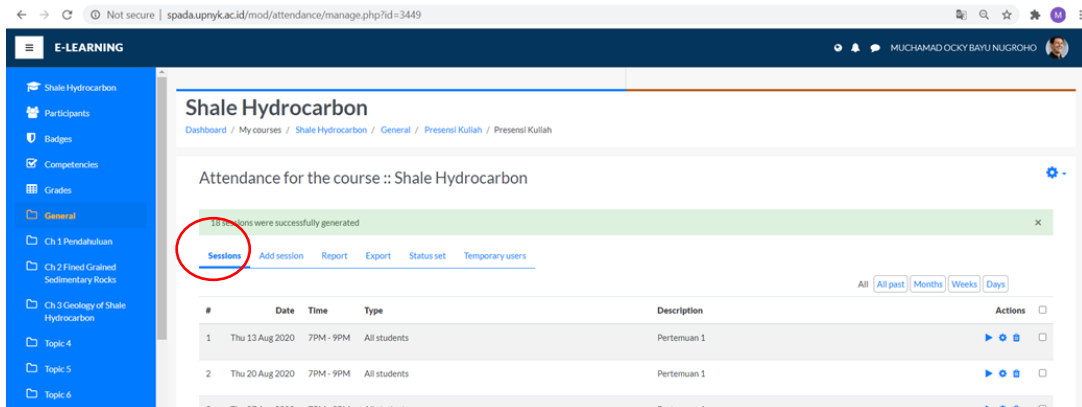 Not secure | spada.upnyk.ac.id/mod/attendance/manage.php?id=3449
M
E-LEARNING
MUCHAMAD OCKY BAYU NUGROHO
Shale Hydrocarbon
Participants
Badges
Competencies
Grades
General
Ch 1 Pendahuluan
Ch 2 Fined Grained
Sedimentary Rocks
Ch 3 Geology of Shale
Hydrocarbon
Topic 4
Topic 5
Topic 6
Shale Hydrocarbon
Dashboard / My courses / Shale Hydrocarbon / General / Presensi Kuliah / Presensi Kuliah
Attendance for the course :: Shale Hydrocarbon
18 sessions were successfully generated ×
Sessions Add session Report Export Status set Temporary users
All All past Months Weeks Days
# Date Time Type Description Actions
1 Thu 13 Aug 2020 7PM - 9PM All students Pertemuan 1
2 Thu 20 Aug 2020 7PM - 9PM All students Pertemuan 1